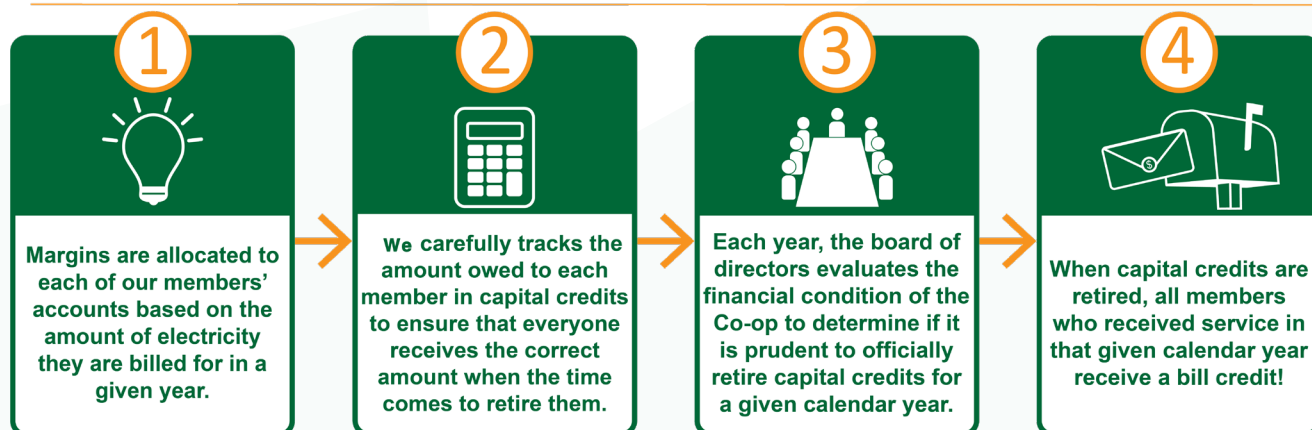 1
Margins are allocated to
each of our members'
accounts based on the
amount of electricity
they are billed for in a
given year.
2
We carefully tracks the
amount owed to each
member in capital credits
to ensure that everyone
receives the correct
amount when the time
comes to retire them.
3
Each year, the board of
directors evaluates the
financial condition of the
Co-op to determine if it
is prudent to officially
retire capital credits for
a given calendar year.
4
$
When capital credits are
retired, all members
who received service in
that given calendar year
receive a bill credit!